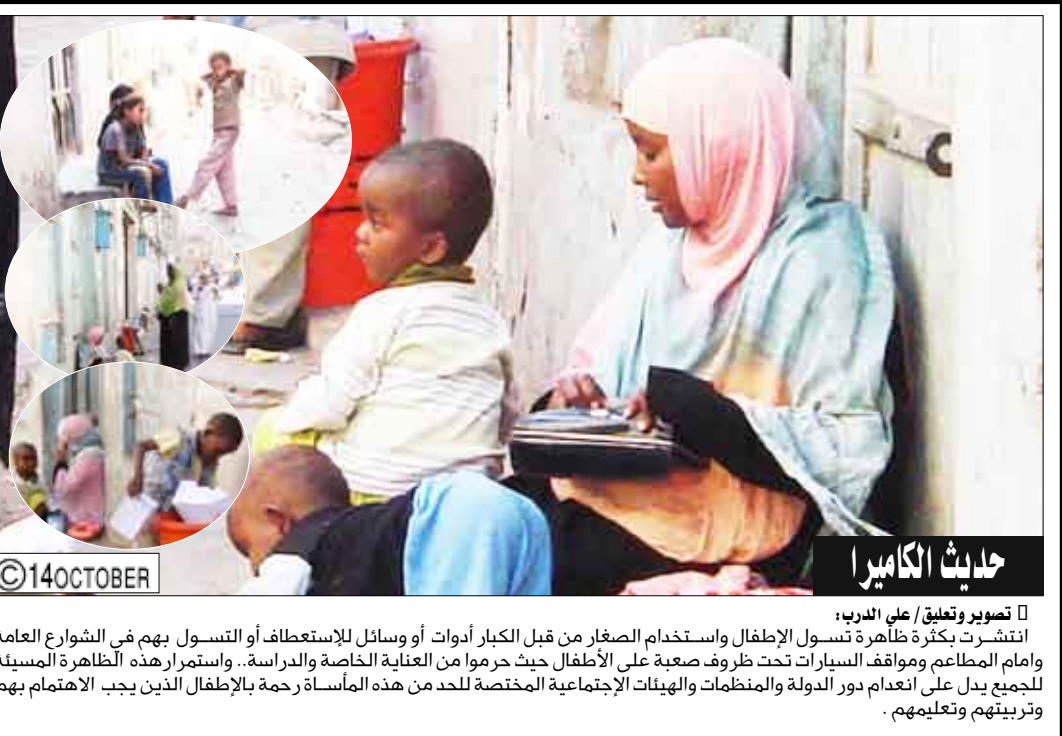 حديث الكاميرا
©14OCTOBER
تصوير وتعليق/ علي الدرب:
انتشرت بكثرة ظاهرة تسول الإطفال واستخدام الصغار من قبل الكبار أدوات أو وسائل للإستعطاف أو التسول بهم في الشوارع العامة
وامام المطاعم ومواقف السيارات تحت ظروف صعبة على الأطفال حيث حرموا من العناية الخاصة والدراسة.. واستمرار هذه الظاهرة المسيئة
للجميع يدل على انعدام دور الدولة والمنظمات والهيئات الإجتماعية المختصة للحد من هذه المأساة رحمة بالإطفال الذين يجب الاهتمام بهم
وتربيتهم وتعليمهم .